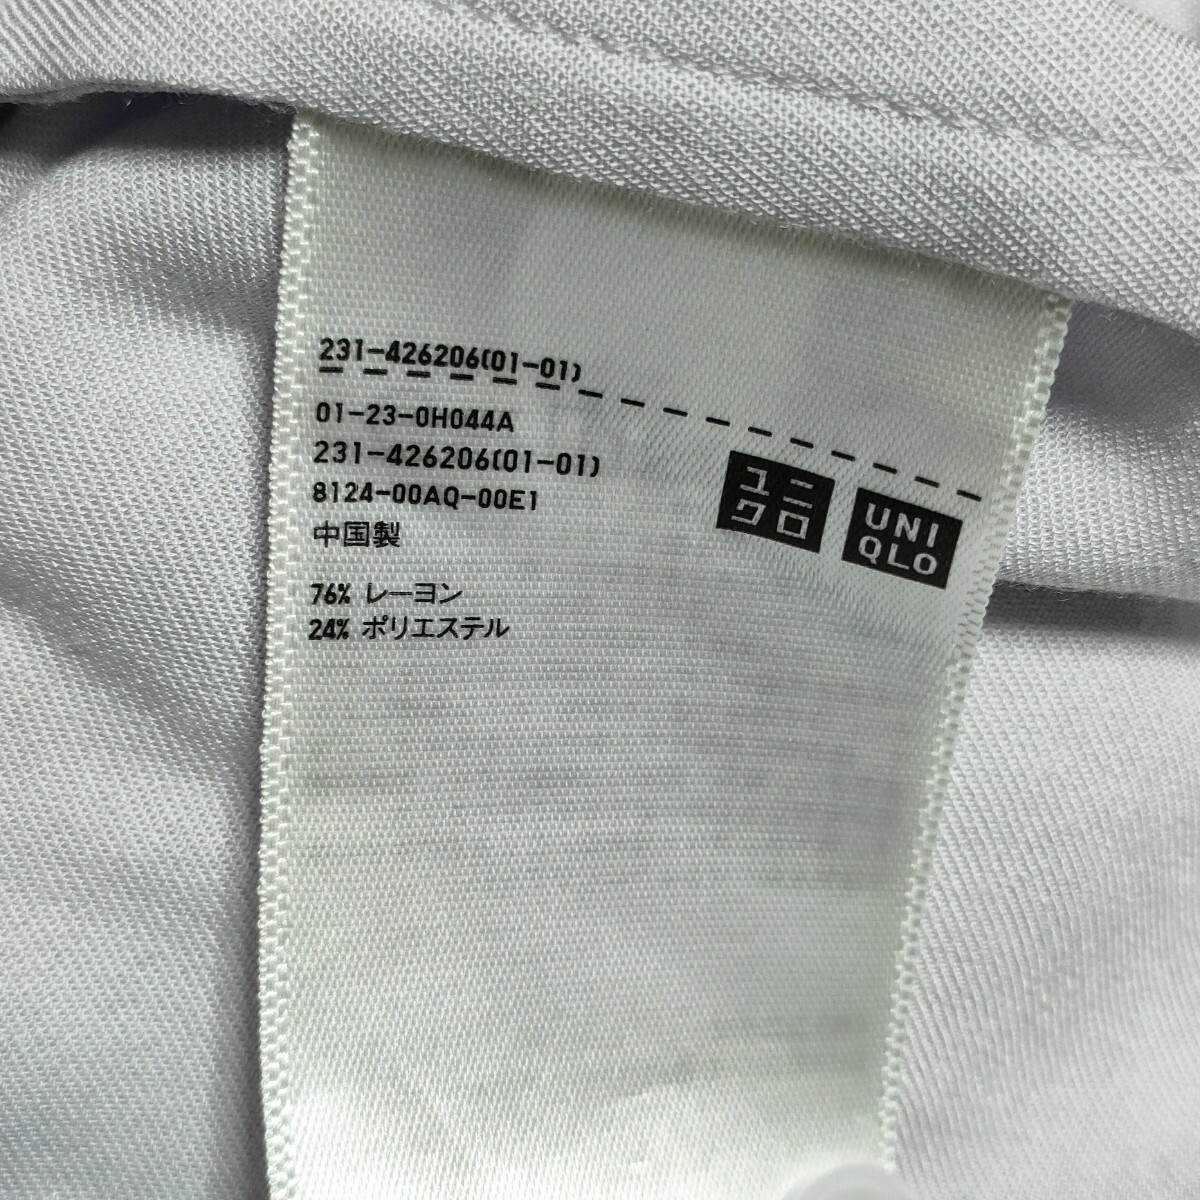 231-426206(01-01)
01-23-0H044A
231-426206(01-01)
8124-00AQ-00E1
中国製
76% レーヨン
24% ポリエステル
ユニ
クロ
UNI
QLO